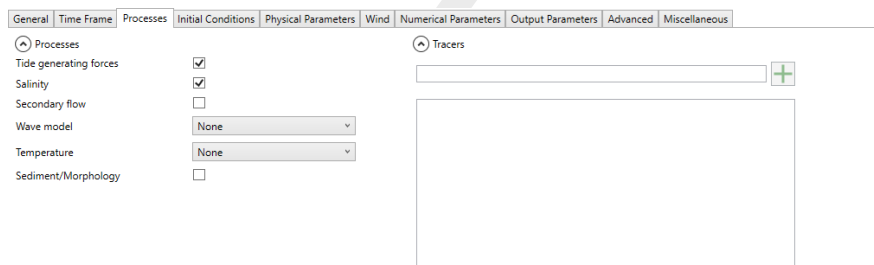 General Time Frame Processes Initial Conditions Physical Parameters Wind Numerical Parameters Output Parameters Advanced Miscellaneous
Processes
Tide generating forces
Salinity
Secondary flow
Wave model None
Temperature None
Sediment/Morphology
Tracers